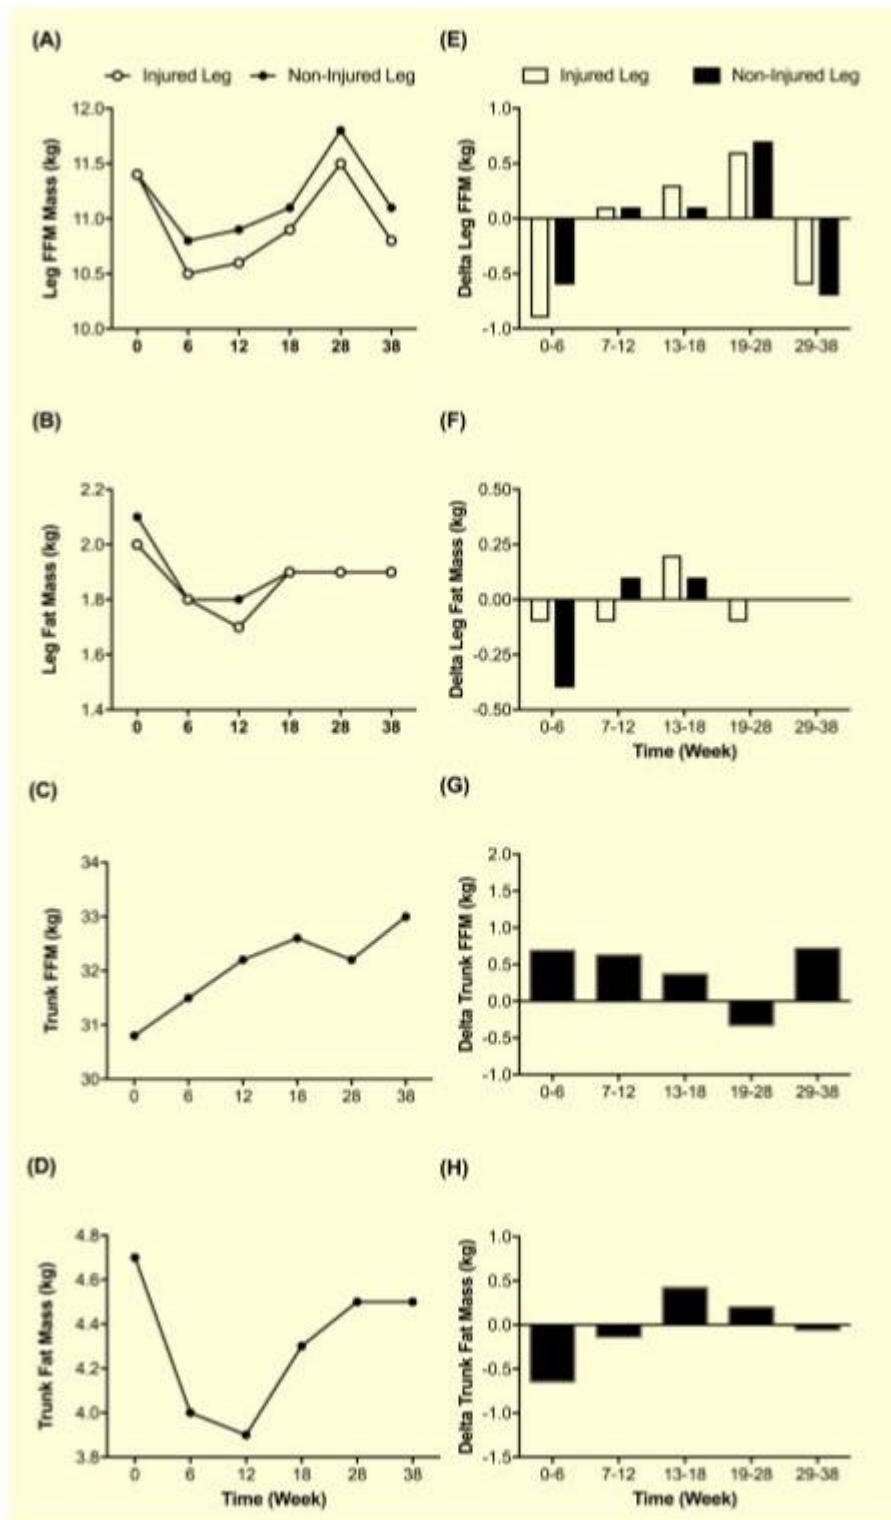 (A)
Injured Leg Non-Injured Leg
12.0
11.5
11.0
10.5
10.0
Leg FFM Mass (kg)
0 6 12 18 28 38
(E)
Injured Leg Non-Injured Leg
1.0
0.5
0.0
-0.5
-1.0
Delta Leg FFM (kg)
0-6 7-12 13-18 19-28 29-38
(B)
2.2
2.0
1.8
1.6
1.4
Leg Fat Mass (kg)
0 6 12 18 28 38
(F)
0.50
0.25
0.00
-0.25
-0.50
Delta Leg Fat Mass (kg)
0-6 7-12 13-18 19-28 29-38
Time (Week)
(C)
34
33
32
31
30
Trunk FFM (kg)
0 6 12 18 28 38
(G)
2.0
1.5
1.0
0.5
0.0
-0.5
-1.0
Delta Trunk FFM (kg)
0-6 7-12 13-18 19-28 29-38
(D)
4.8
4.6
4.4
4.2
4.0
3.8
Trunk Fat Mass (kg)
0 6 12 18 28 38
Time (Week)
(H)
1.0
0.5
0.0
-0.5
-1.0
-1.5
Delta Trunk Fat Mass (kg)
0-6 7-12 13-18 19-28 29-38
Time (Week)